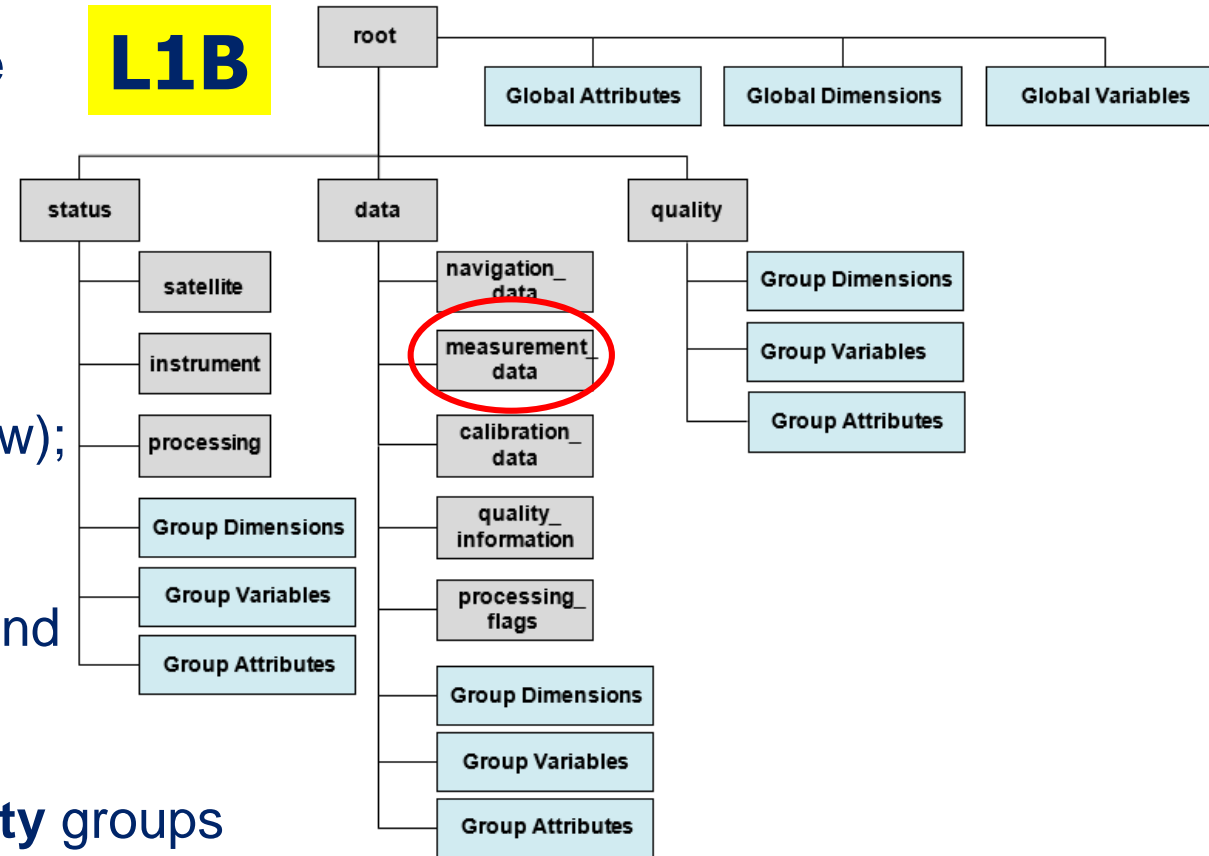 e
L1B
root
Global Attributes
Global Dimensions
Global Variables
status
data
quality
satellite
instrument
processing
Group Dimensions
Group Variables
Group Attributes
navigation_
data
measurement_
data
calibration_
data
quality_
information
processing_
flags
Group Dimensions
Group Variables
Group Attributes
Group Dimensions
Group Variables
Group Attributes
w);
nd
ty groups